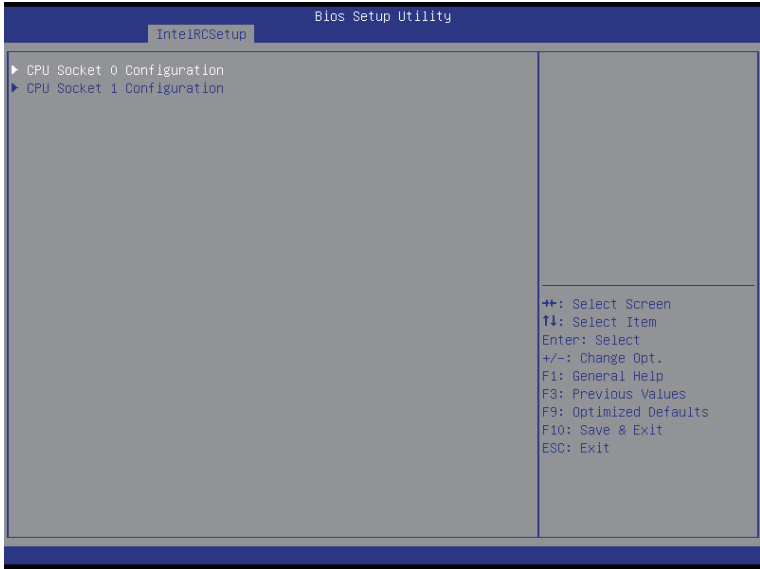 Bios Setup Utility
IntelRCSetup
▶ CPU Socket 0 Configuration
▶ CPU Socket 1 Configuration
→←: Select Screen
↑↓: Select Item
Enter: Select
+/-: Change Opt.
F1: General Help
F3: Previous Values
F9: Optimized Defaults
F10: Save & Exit
ESC: Exit